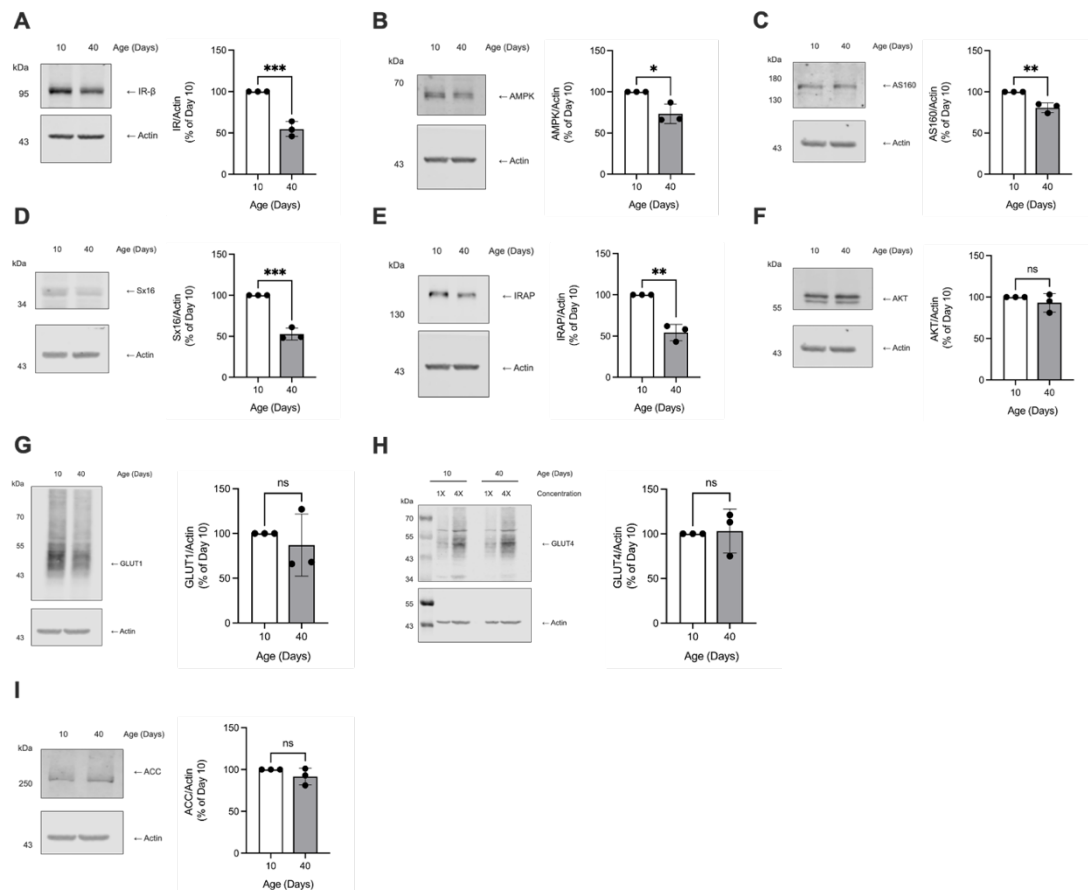 A
10 40 Age (Days)
kDa
95
← IR-β
43
← Actin
IR/Actin
(% of Day 10)
150
100
50
0
***
10 40
Age (Days)
B
10 40 Age (Days)
kDa
70
← AMPK
43
← Actin
AMPK/Actin
(% of Day 10)
150
100
50
0
*
10 40
Age (Days)
C
10 40 Age (Days)
kDa
180
130
← AS160
43
← Actin
AS160/Actin
(% of Day 10)
150
100
50
0
**
10 40
Age (Days)
D
10 40 Age (Days)
kDa
34
← Sx16
43
← Actin
Sx16/Actin
(% of Day 10)
150
100
50
0
***
10 40
Age (Days)
E
10 40 Age (Days)
kDa
130
← IRAP
43
← Actin
IRAP/Actin
(% of Day 10)
150
100
50
0
**
10 40
Age (Days)
F
10 40 Age (Days)
kDa
55
← AKT
43
← Actin
AKT/Actin
(% of Day 10)
150
100
50
0
ns
10 40
Age (Days)
G
10 40 Age (Days)
kDa
70
55
43
← GLUT1
43
← Actin
GLUT1/Actin
(% of Day 10)
150
100
50
0
ns
10 40
Age (Days)
H
10 40 Age (Days)
1X 4X 1X 4X Concentration
kDa
70
55
43
34
← GLUT4
55
43
← Actin
GLUT4/Actin
(% of Day 10)
150
100
50
0
ns
10 40
Age (Days)
I
10 40 Age (Days)
kDa
250
← ACC
43
← Actin
ACC/Actin
(% of Day 10)
150
100
50
0
ns
10 40
Age (Days)